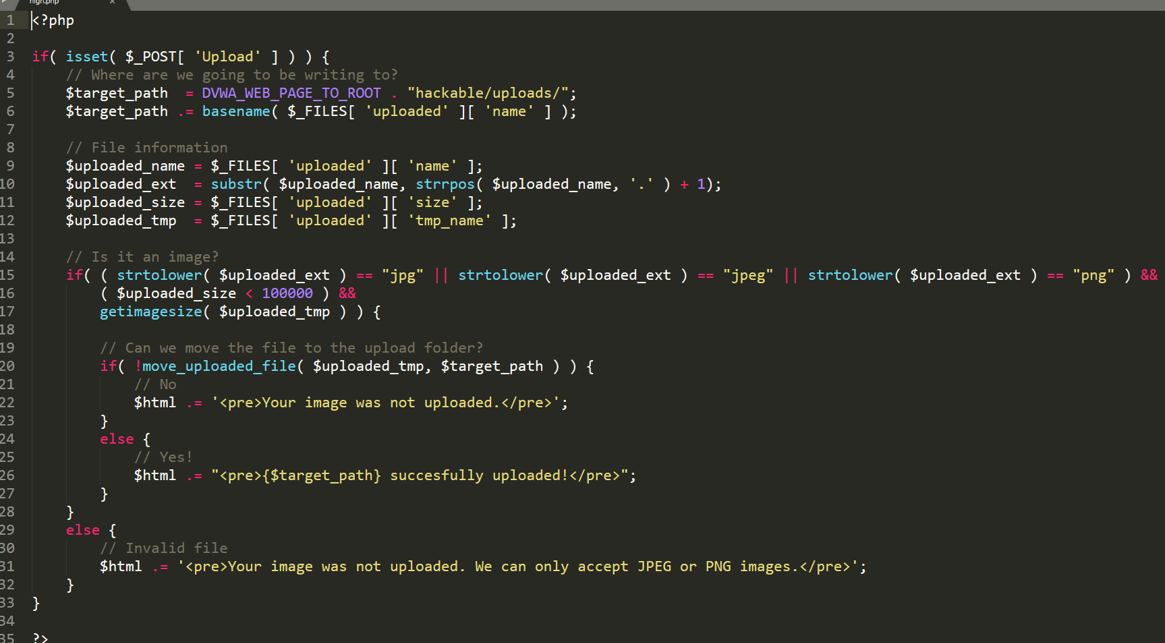 high.php ×
1 <?php
2
3 if( isset( $_POST[ 'Upload' ] ) ) {
4     // Where are we going to be writing to?
5     $target_path  = DVWA_WEB_PAGE_TO_ROOT . "hackable/uploads/";
6     $target_path .= basename( $_FILES[ 'uploaded' ][ 'name' ] );
7
8     // File information
9     $uploaded_name = $_FILES[ 'uploaded' ][ 'name' ];
10     $uploaded_ext  = substr( $uploaded_name, strrpos( $uploaded_name, '.' ) + 1);
11     $uploaded_size = $_FILES[ 'uploaded' ][ 'size' ];
12     $uploaded_tmp  = $_FILES[ 'uploaded' ][ 'tmp_name' ];
13
14     // Is it an image?
15     if( ( strtolower( $uploaded_ext ) == "jpg" || strtolower( $uploaded_ext ) == "jpeg" || strtolower( $uploaded_ext ) == "png" ) &&
16         ( $uploaded_size < 100000 ) &&
17         getimagesize( $uploaded_tmp ) ) {
18
19         // Can we move the file to the upload folder?
20         if( !move_uploaded_file( $uploaded_tmp, $target_path ) ) {
21             // No
22             $html .= '<pre>Your image was not uploaded.</pre>';
23         }
24         else {
25             // Yes!
26             $html .= "<pre>{$target_path} succesfully uploaded!</pre>";
27         }
28     }
29     else {
30         // Invalid file
31         $html .= '<pre>Your image was not uploaded. We can only accept JPEG or PNG images.</pre>';
32     }
33 }
34
35 ?>